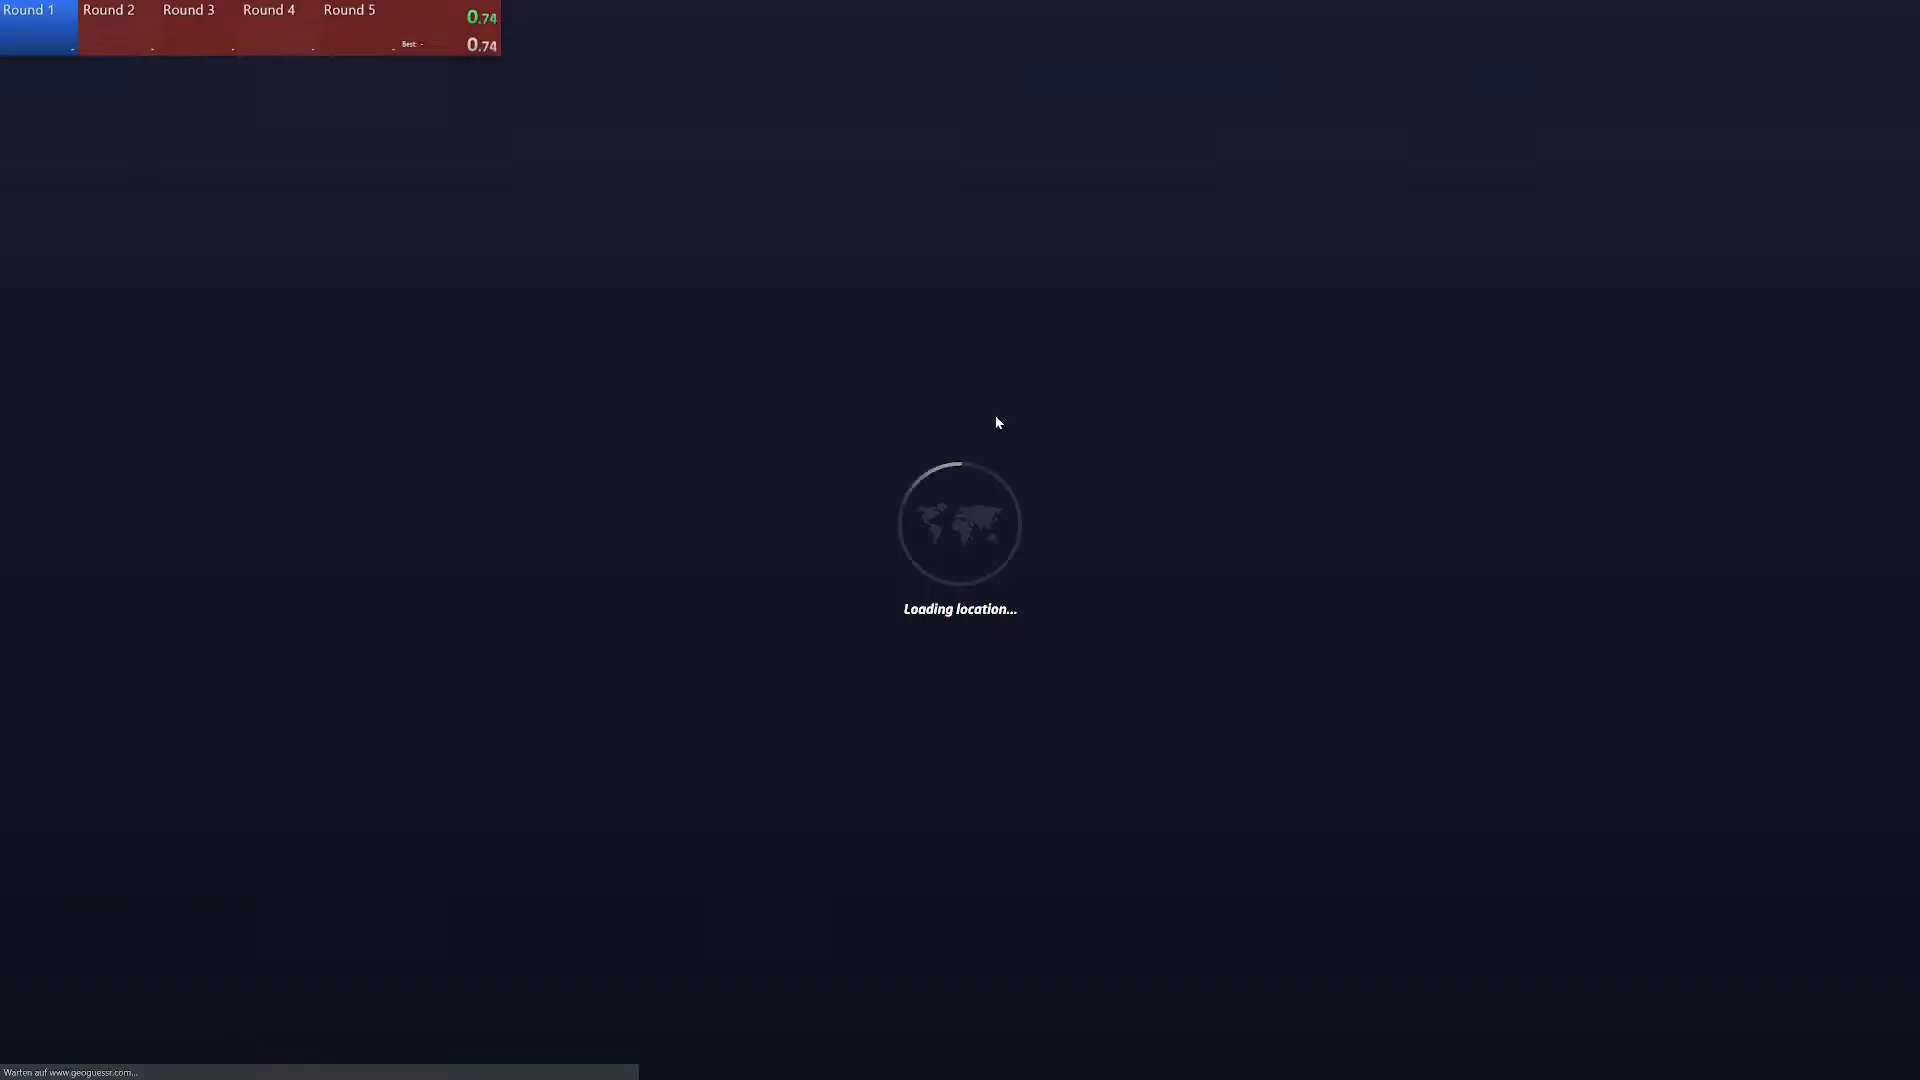 Round 1 Round 2 Round 3 Round 4 Round 5 0.74
- - - - - Best: - 0.74
Loading location...
Warten auf www.geoguessr.com...